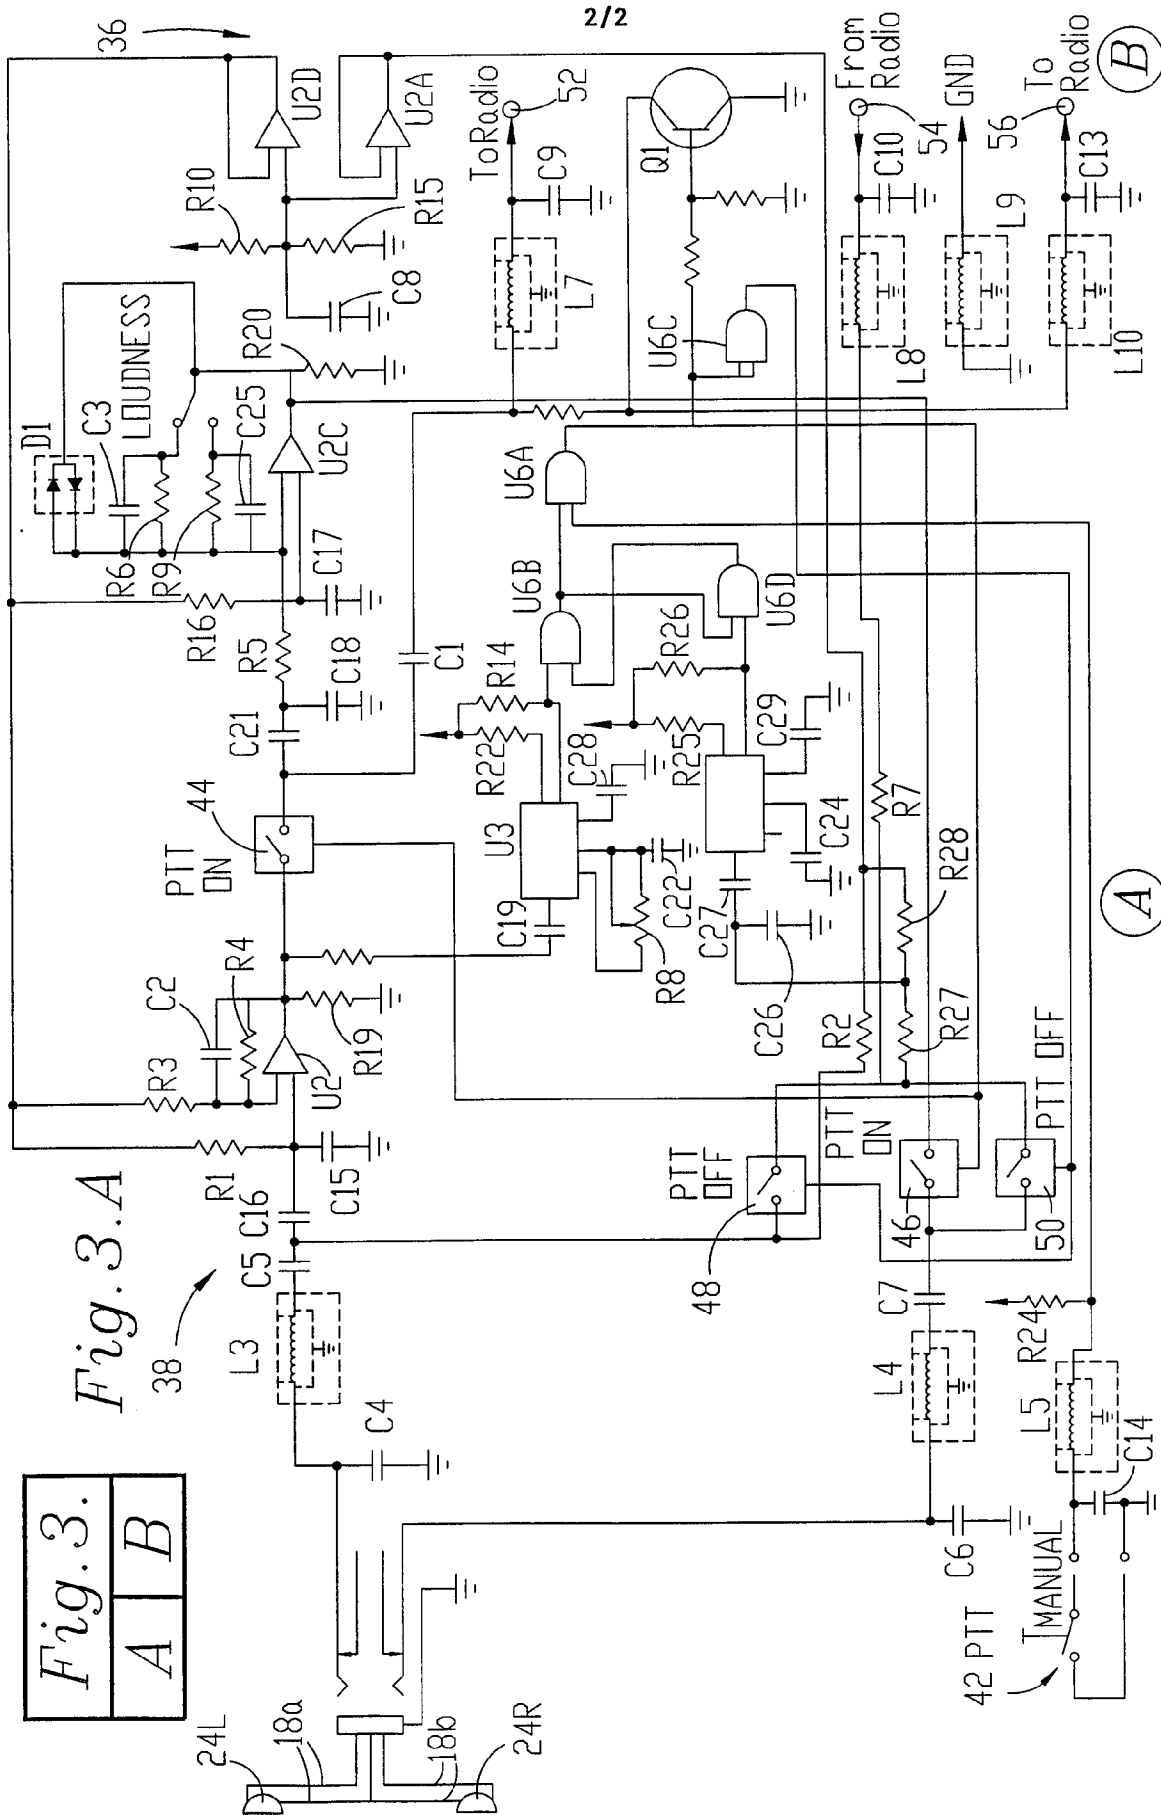 2/2
Fig. 3.
A B
Fig. 3. A
38
36
24L
18a
18b
24R
C4
L3
C5
C16
R1
C15
R3
C2
R4
U2
R19
PTT
ON
44
C21
C18
R5
R16
C17
R6
R9
D1
C3
LOUDNESS
C25
U2C
R20
C8
R10
R15
U2D
U2A
To Radio
52
C9
L7
C1
Q1
U6C
U6A
U6B
U6D
R14
R22
U3
C19
C28
R8
C22
R26
R25
C29
C24
C27
C26
R2
R7
R28
R27
PTT
OFF
48
PTT
ON
46
PTT OFF
50
C7
L4
C6
R24
L5
C14
42 PTT
MANUAL
From
Radio
54
C10
L8
GND
L9
56
To
Radio
C13
L10
A
B